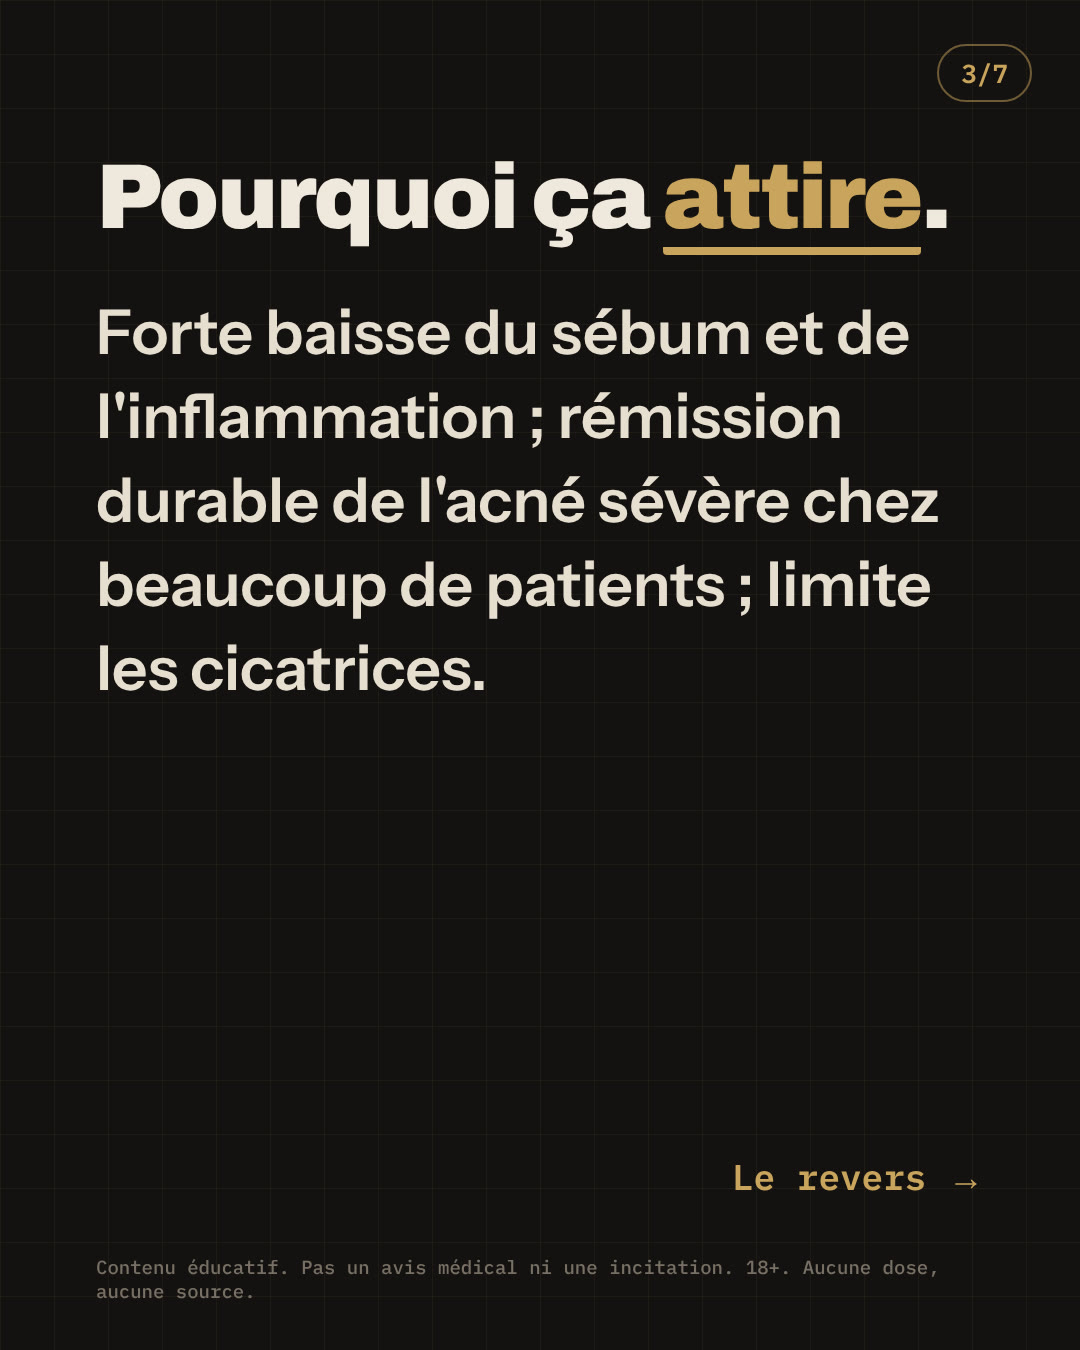 3/7
Pourquoi ça attire.
Forte baisse du sébum et de
l'inflammation ; rémission
durable de l'acné sévère chez
beaucoup de patients ; limite
les cicatrices.
Le revers →
Contenu éducatif. Pas un avis médical ni une incitation. 18+. Aucune dose,
aucune source.